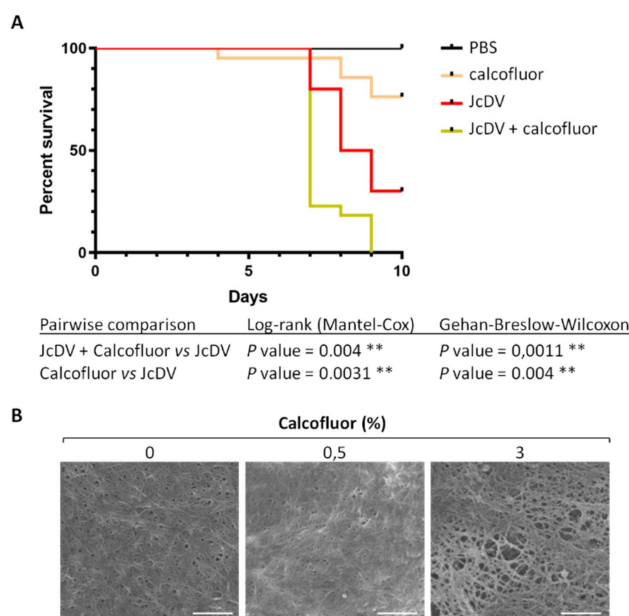 A
100
50
0
Percent survival
0
5
10
Days
PBS
calcofluor
JcDV
JcDV + calcofluor
Pairwise comparison Log-rank (Mantel-Cox) Gehan-Breslow-Wilcoxon
JcDV + Calcofluor vs JcDV P value = 0.004 ** P value = 0,0011 **
Calcofluor vs JcDV P value = 0.0031 ** P value = 0.004 **
B
Calcofluor (%)
0 0,5 3